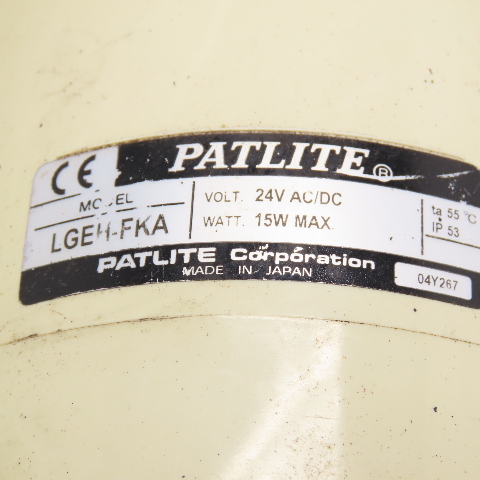 CE PATLITE®
MODEL
LGEH-FKA
VOLT. 24V AC/DC
WATT. 15W MAX.
ta 55 °C
IP 53
PATLITE Corporation
MADE IN JAPAN
04Y267